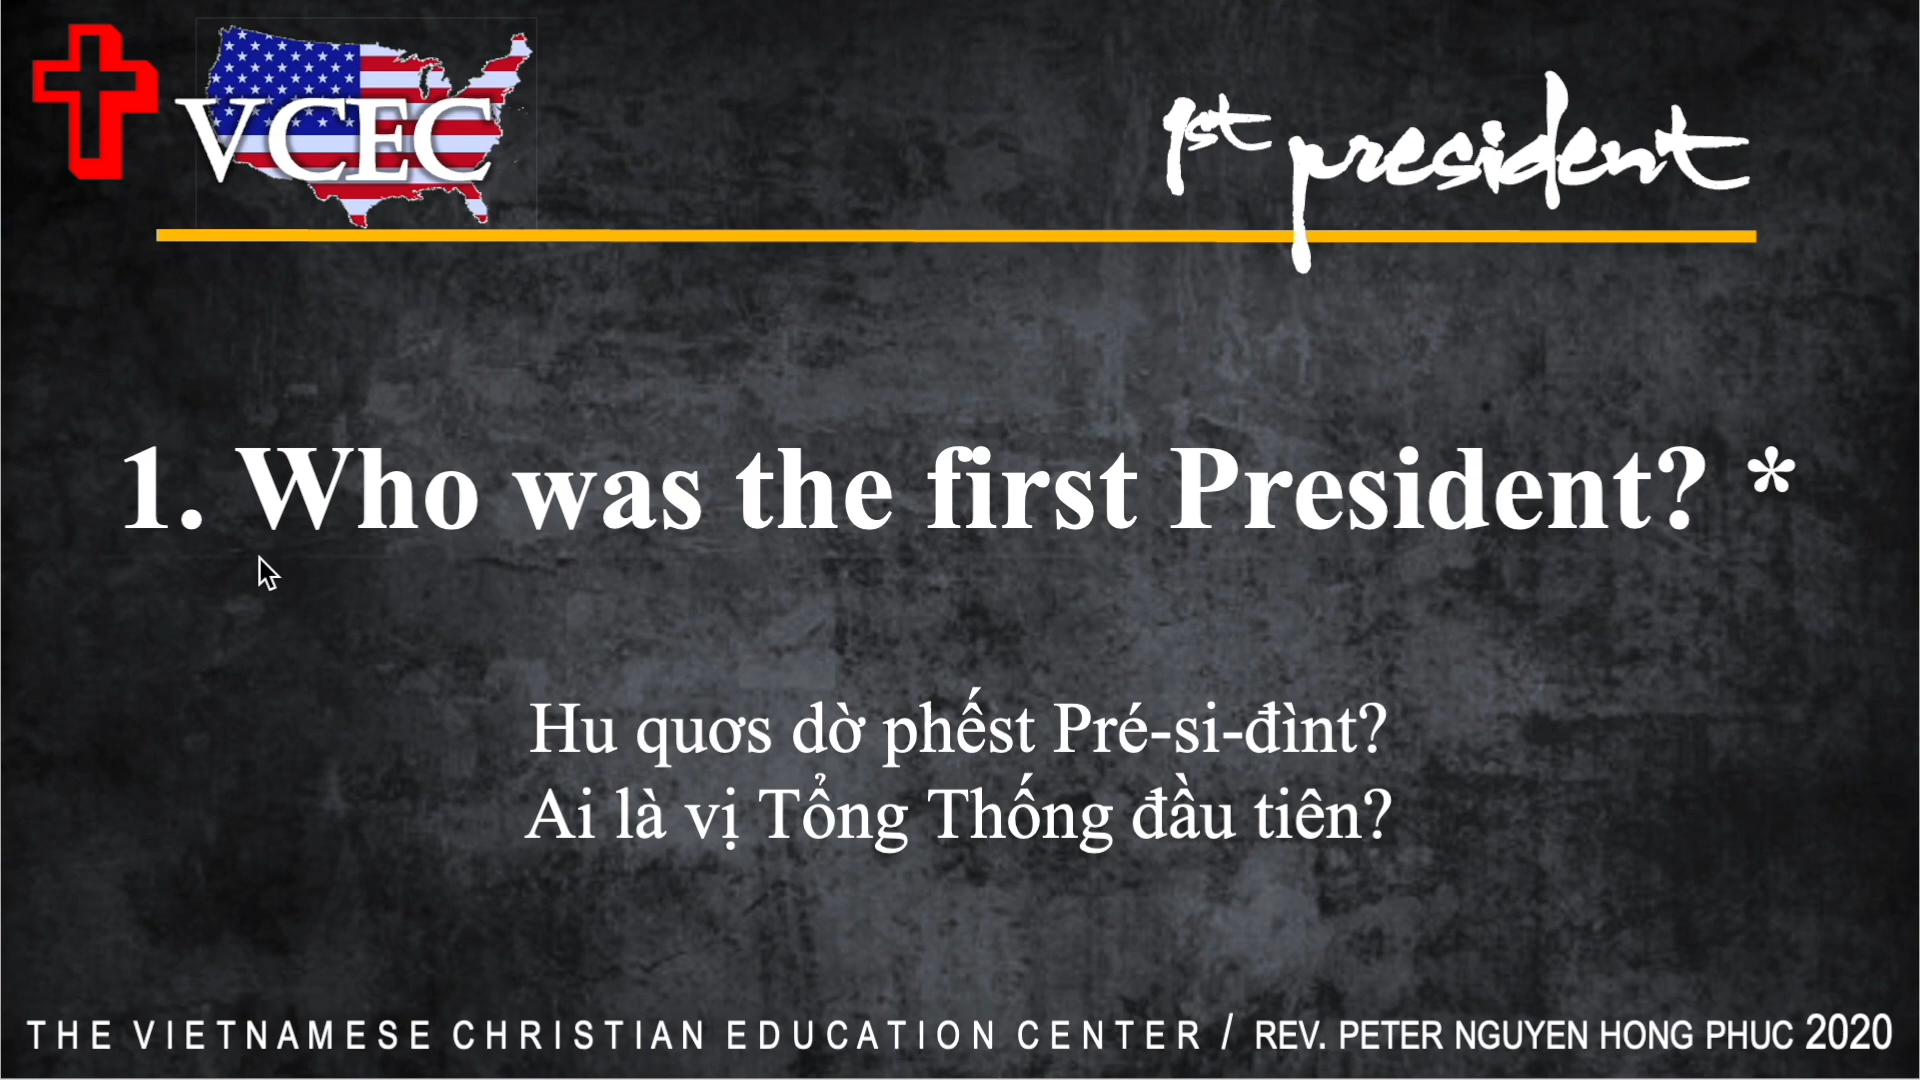 VCEC
1st president
1. Who was the first President? *
Hu quơs dờ phếst Pré-si-đìnt?
Ai là vị Tổng Thống đầu tiên?
THE VIETNAMESE CHRISTIAN EDUCATION CENTER / REV. PETER NGUYEN HONG PHUC 2020